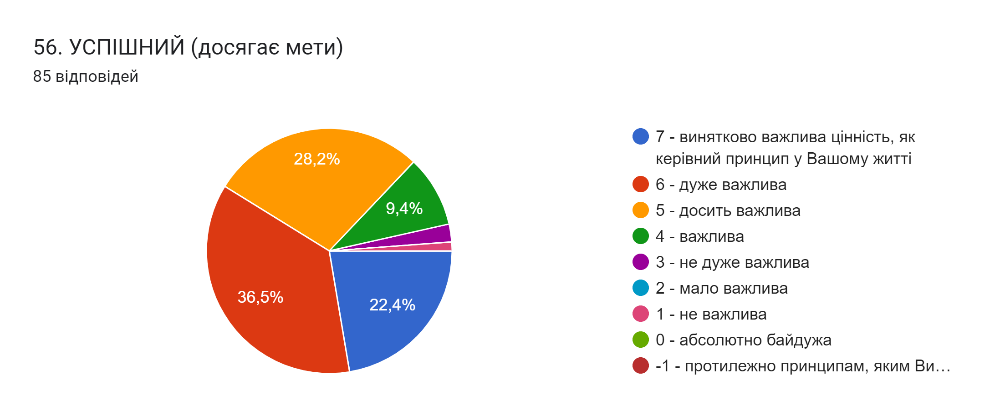 56. УСПІШНИЙ (досягає мети)
85 відповідей
28,2%
9,4%
36,5%
22,4%
7 - винятково важлива цінність, як
керівний принцип у Вашому житті
6 - дуже важлива
5 - досить важлива
4 - важлива
3 - не дуже важлива
2 - мало важлива
1 - не важлива
0 - абсолютно байдужа
-1 - протилежно принципам, яким Ви…